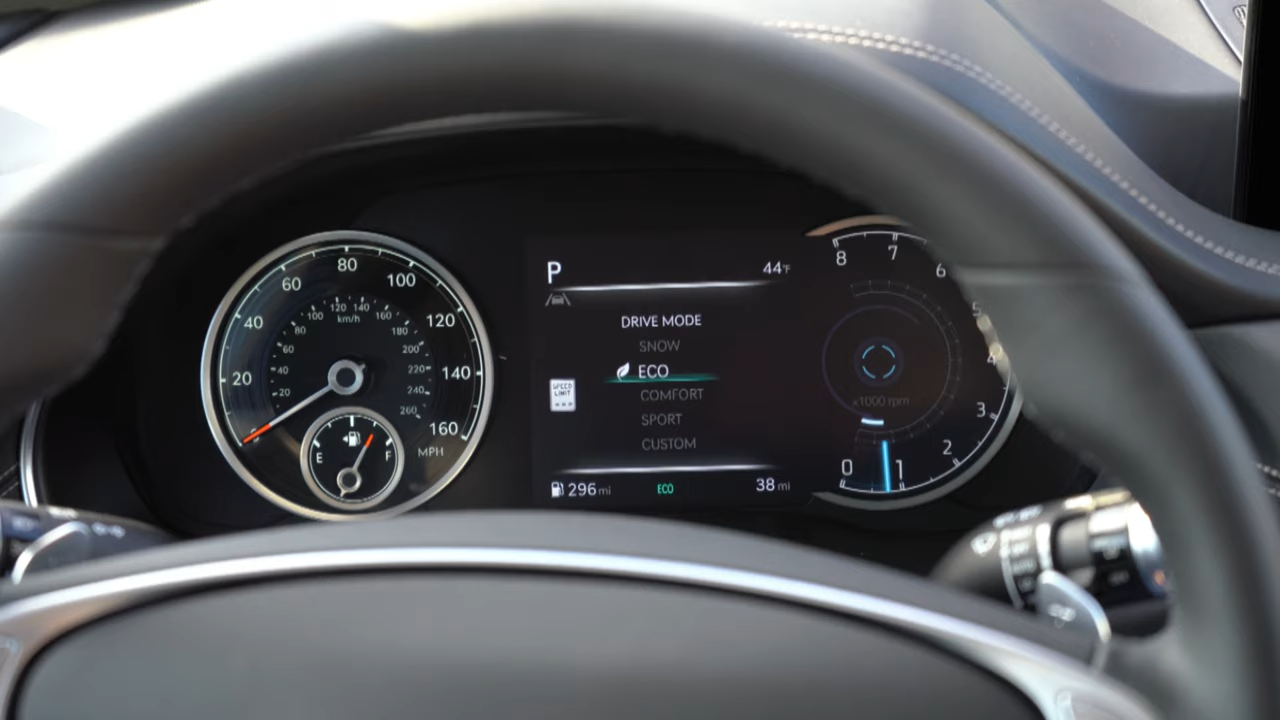 80
60
100
40
120
20
140
160
MPH
120 140
100
160
km/h
80
180
60
200
40
220
20
240
260
E
F
P
44°F
DRIVE MODE
SNOW
ECO
COMFORT
SPORT
CUSTOM
SPEED
LIMIT
296 mi
ECO
38 mi
8
7
6
5
4
3
2
1
0
x1000 rpm